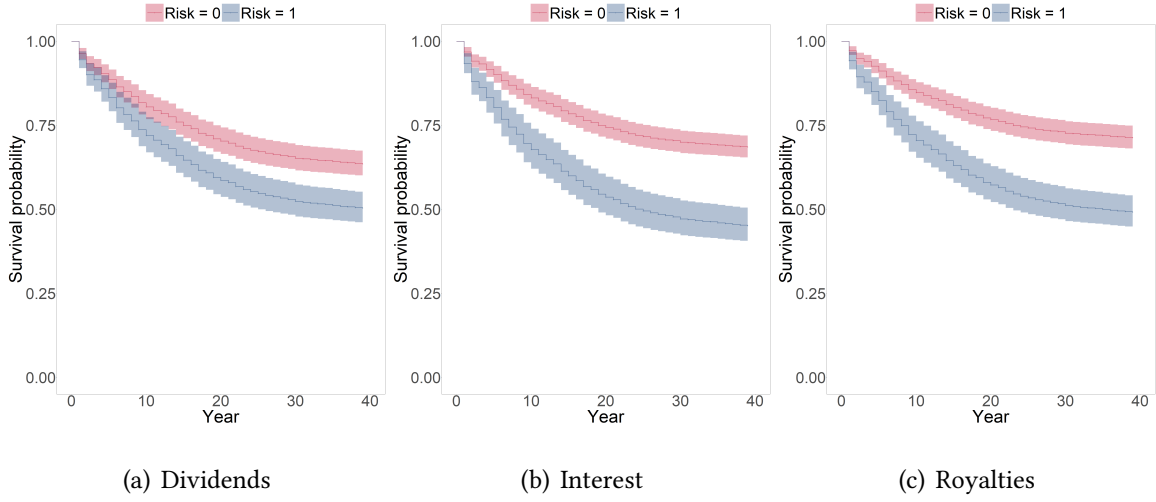 Risk = 0 Risk = 1
Survival probability
1.00
0.75
0.50
0.25
0.00
0 10 20 30 40
Year
(a) Dividends
Risk = 0 Risk = 1
Survival probability
1.00
0.75
0.50
0.25
0.00
0 10 20 30 40
Year
(b) Interest
Risk = 0 Risk = 1
Survival probability
1.00
0.75
0.50
0.25
0.00
0 10 20 30 40
Year
(c) Royalties